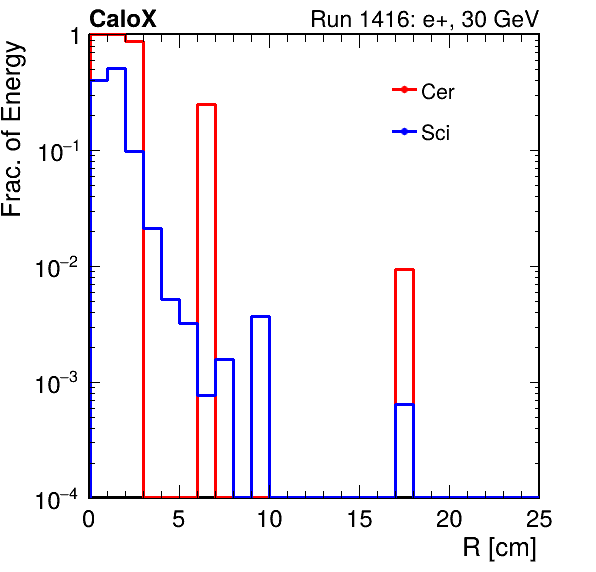 CaloX Run 1416: e+, 30 GeV
Frac. of Energy
1
10⁻¹
10⁻²
10⁻³
10⁻⁴
Cer
Sci
0 5 10 15 20 25
R [cm]